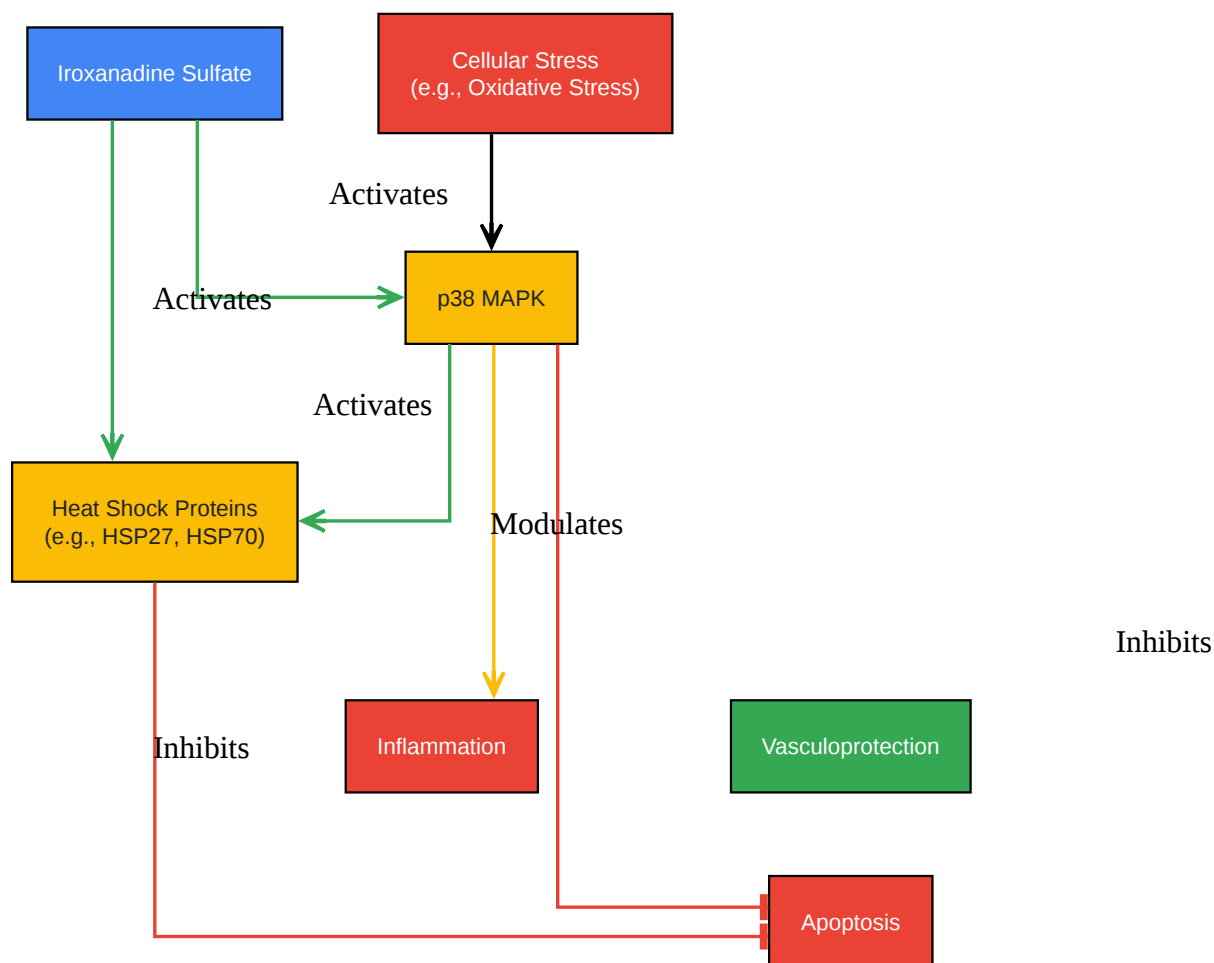 Iroxanadine Sulfate
Cellular Stress
(e.g., Oxidative Stress)
Activates
Activates
p38 MAPK
Activates
Heat Shock Proteins
(e.g., HSP27, HSP70)
Modulates
Inhibits
Inflammation
Vasculoprotection
Inhibits
Apoptosis